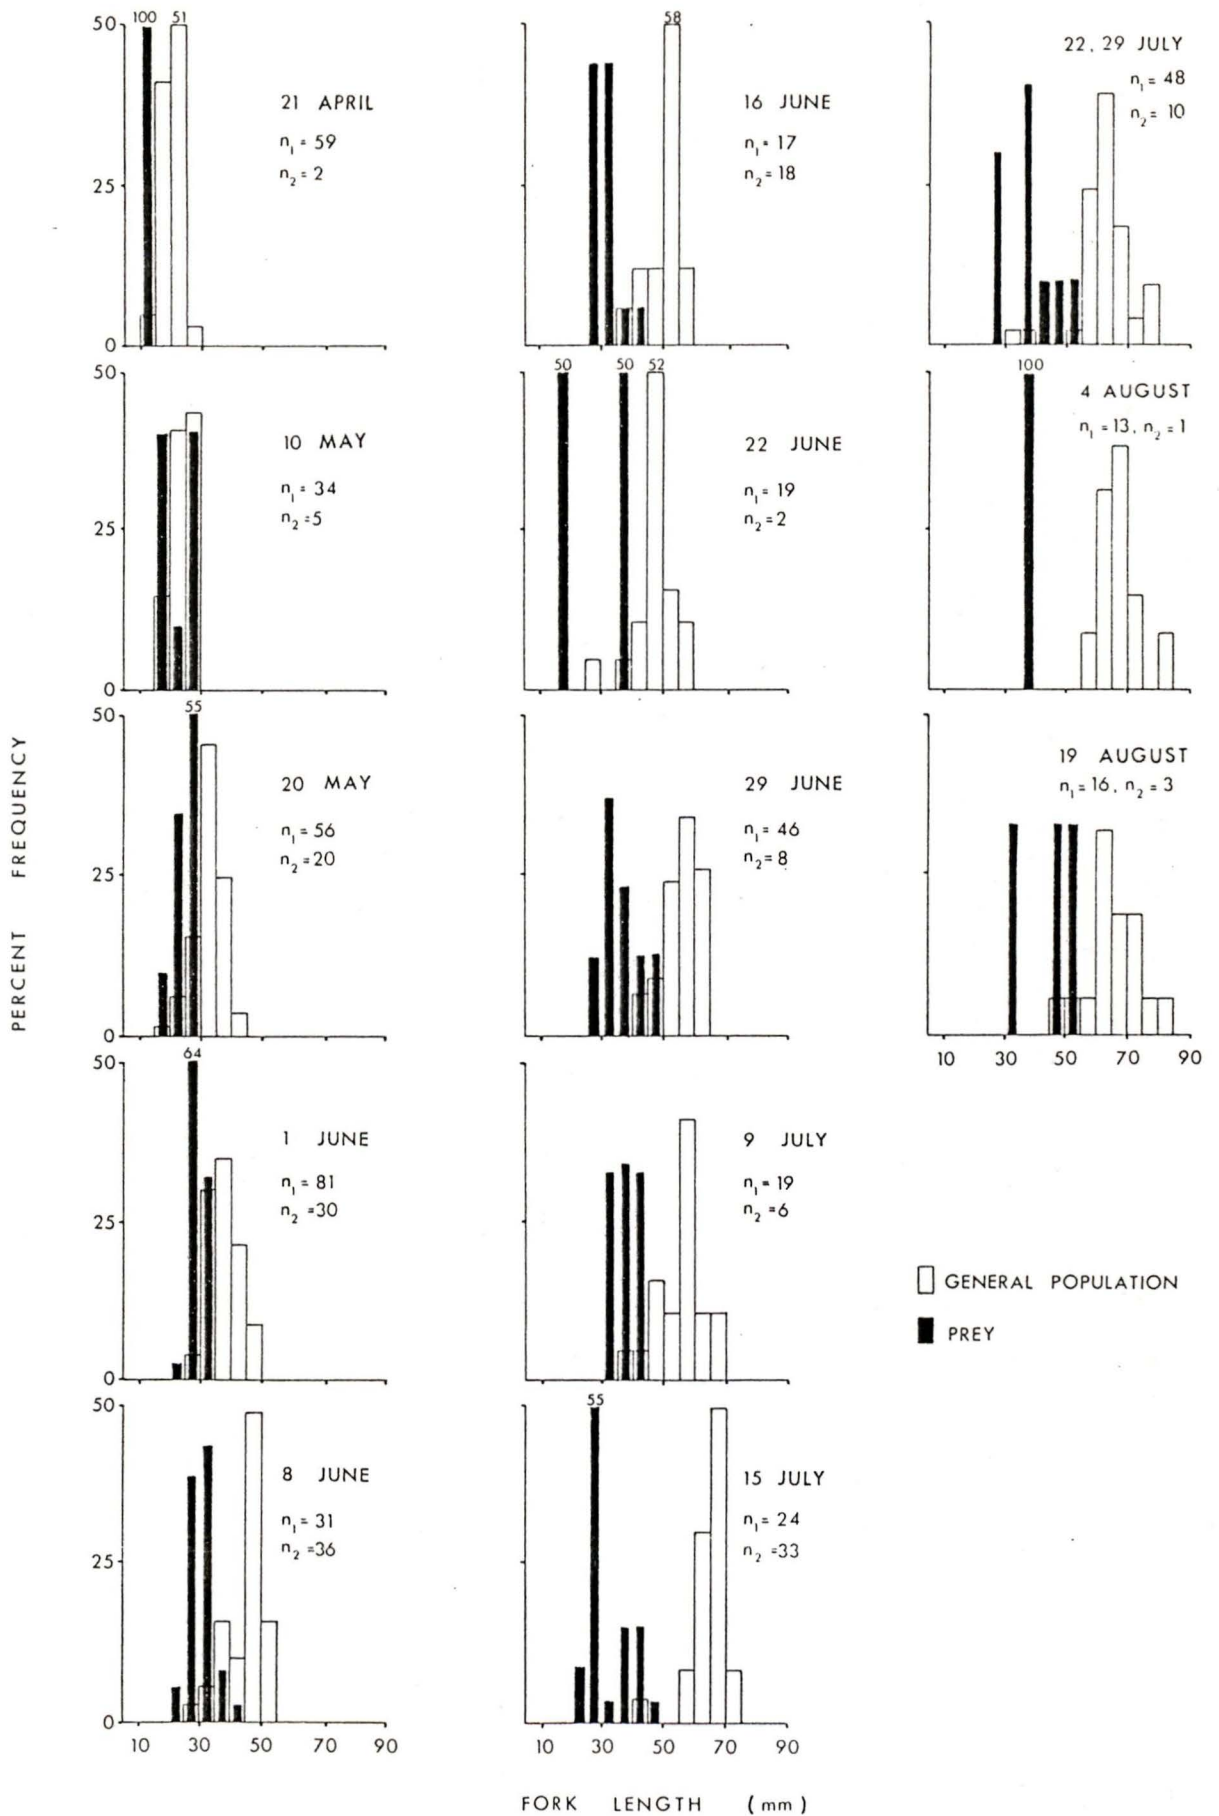 PERCENT FREQUENCY
50
25
0
100 51
21 APRIL
n₁ = 59
n₂ = 2
50
25
0
10 MAY
n₁ = 34
n₂ = 5
50
25
0
55
20 MAY
n₁ = 56
n₂ = 20
50
25
0
64
1 JUNE
n₁ = 81
n₂ = 30
50
25
0
8 JUNE
n₁ = 31
n₂ = 36
10 30 50 70 90
58
16 JUNE
n₁ = 17
n₂ = 18
50 50 52
22 JUNE
n₁ = 19
n₂ = 2
29 JUNE
n₁ = 46
n₂ = 8
9 JULY
n₁ = 19
n₂ = 6
55
15 JULY
n₁ = 24
n₂ = 33
10 30 50 70 90
22, 29 JULY
n₁ = 48
n₂ = 10
100
4 AUGUST
n₁ = 13, n₂ = 1
19 AUGUST
n₁ = 16, n₂ = 3
10 30 50 70 90
GENERAL POPULATION
PREY
FORK LENGTH (mm)